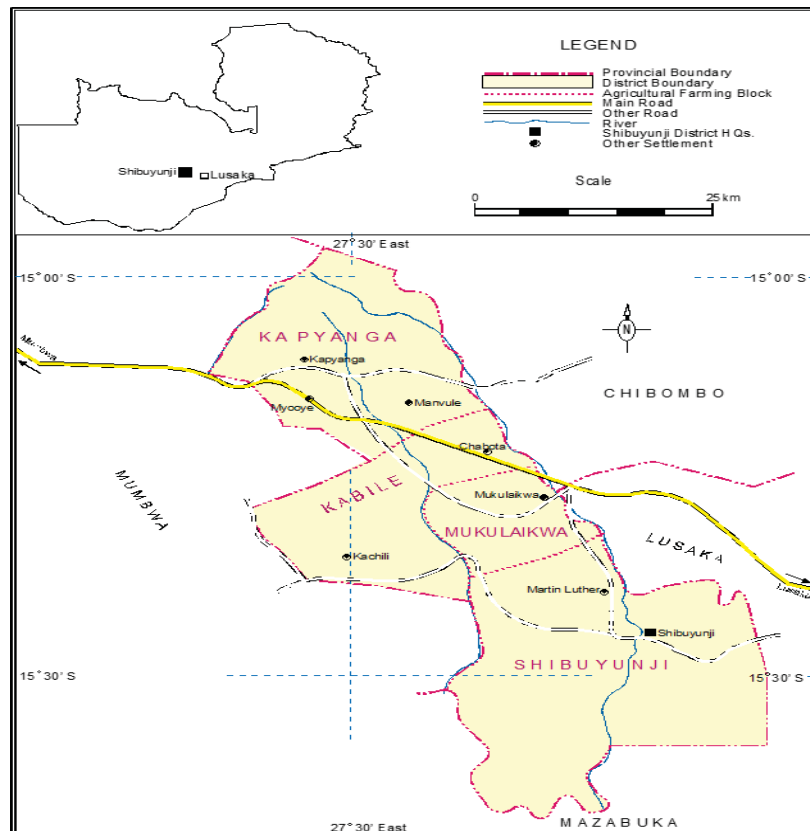 LEGEND
Provincial Boundary
District Boundary
Agricultural Farming Block
Main Road
Other Road
River
Shibuyunji District HQs.
Other Settlement
Scale
0 25 km
Shibuyunji
Lusaka
27°30' East
15°00' S
15°00' S
KAPYANGA
Kapyanga
N
CHIBOMBO
Mumbwa
Manvule
Myooye
Chabota
MUMBWA
KABILE
Mukulaikwa
MUKULAIKWA
LUSAKA
Kachili
Martin Luther
Shibuyunji
SHIBUYUNJI
15°30' S
15°30' S
27°30' East
MAZABUKA